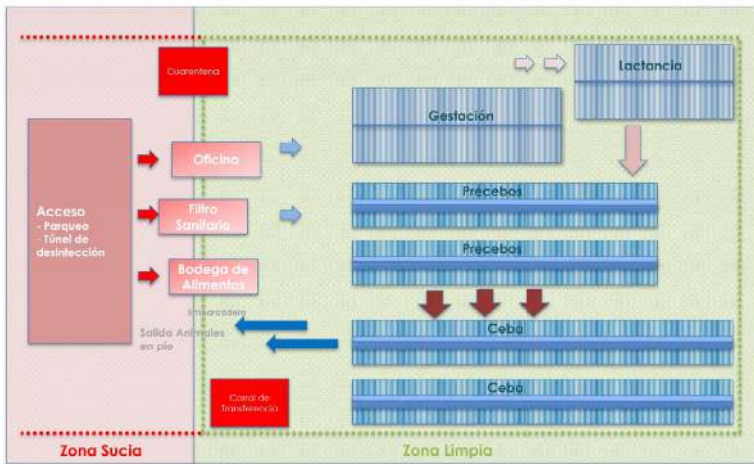 Cuarentena
Lactancia
Gestación
Oficina
Acceso
- Parqueo
- Túnel de
desinfección
Filtro
Sanitario
Precebos
Bodega de
Alimentos
Precebos
Embarcadero
Salida Animales
en pie
Ceba
Corral de
Transfereccia
Ceba
Zona Sucia
Zona Limpia